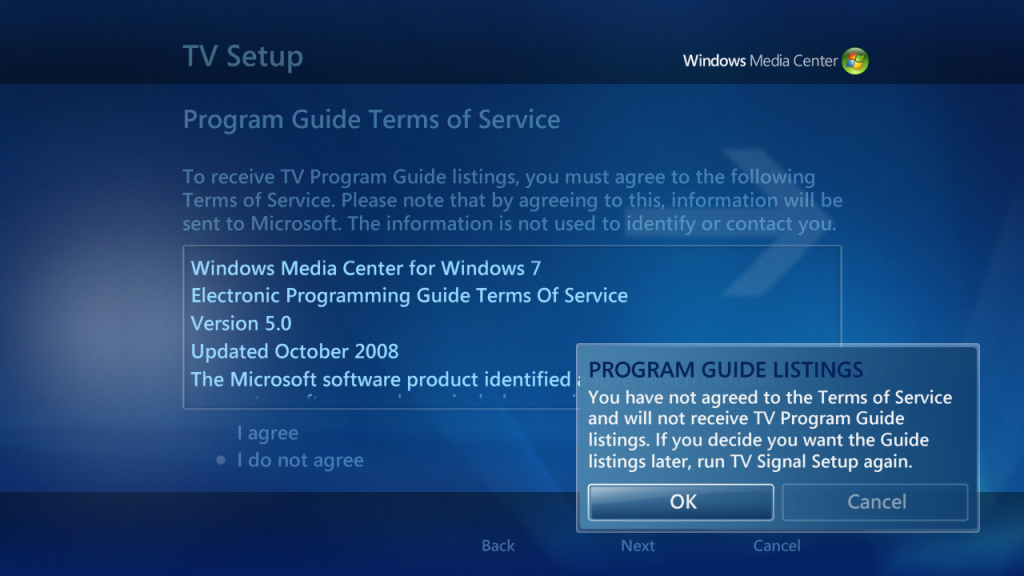 TV Setup
Windows Media Center
Program Guide Terms of Service
To receive TV Program Guide listings, you must agree to the following
Terms of Service. Please note that by agreeing to this, information will be
sent to Microsoft. The information is not used to identify or contact you.
Windows Media Center for Windows 7
Electronic Programming Guide Terms Of Service
Version 5.0
Updated October 2008
The Microsoft software product identified above, which includes
I agree
I do not agree
PROGRAM GUIDE LISTINGS
You have not agreed to the Terms of Service
and will not receive TV Program Guide
listings. If you decide you want the Guide
listings later, run TV Signal Setup again.
OK
Cancel
Back
Next
Cancel